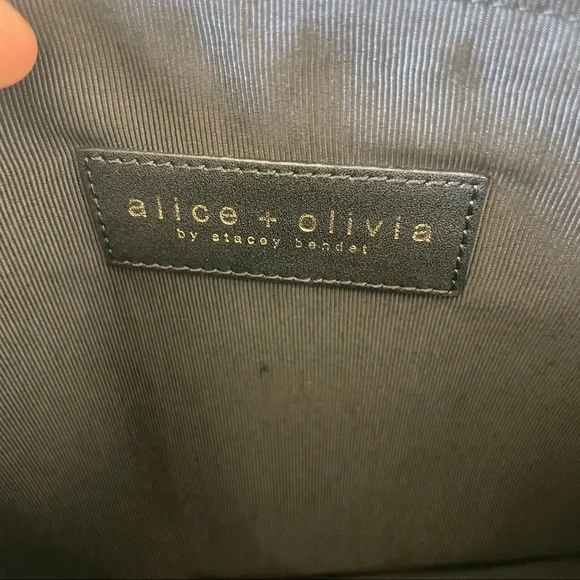 alice + olivia
by stacey bendet